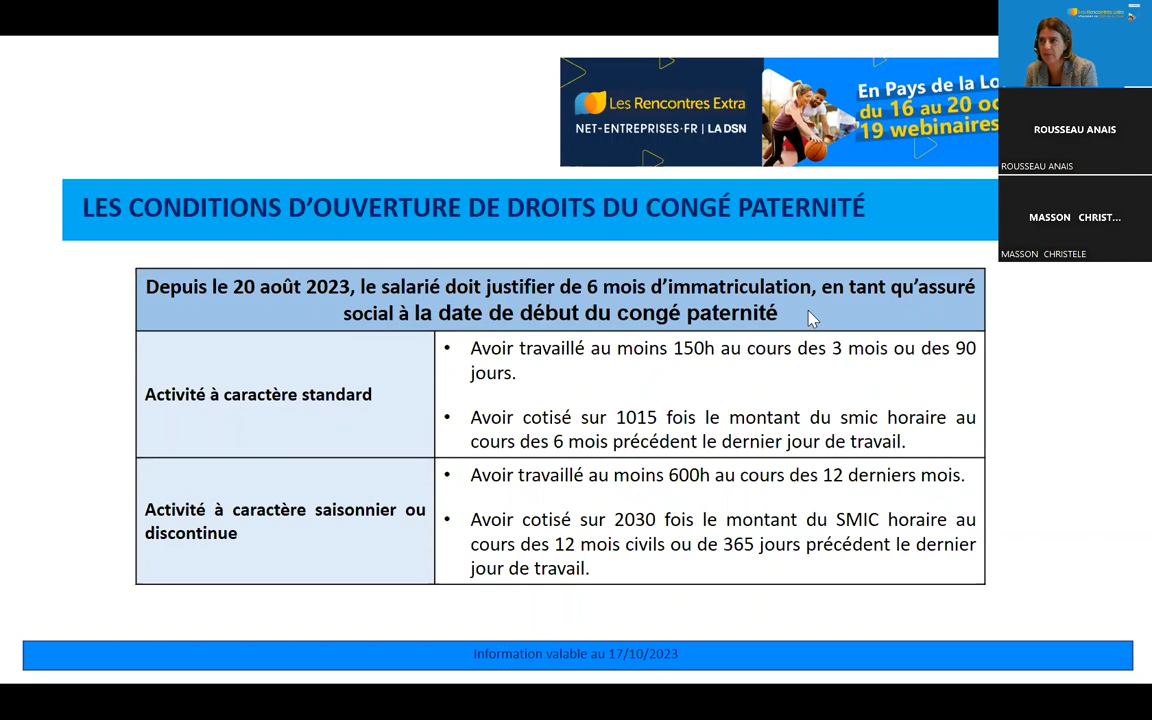 Les Rencontres Extra
NET-ENTREPRISES·FR | LA DSN
En Pays de la Lo
du 16 au 20 oc
19 webinaires
ROUSSEAU ANAIS
ROUSSEAU ANAIS
MASSON CHRIST...
MASSON CHRISTELE
LES CONDITIONS D'OUVERTURE DE DROITS DU CONGÉ PATERNITÉ
Depuis le 20 août 2023, le salarié doit justifier de 6 mois d'immatriculation, en tant qu'assuré
social à la date de début du congé paternité
Activité à caractère standard
• Avoir travaillé au moins 150h au cours des 3 mois ou des 90
jours.
• Avoir cotisé sur 1015 fois le montant du smic horaire au
cours des 6 mois précédent le dernier jour de travail.
Activité à caractère saisonnier ou
discontinue
• Avoir travaillé au moins 600h au cours des 12 derniers mois.
• Avoir cotisé sur 2030 fois le montant du SMIC horaire au
cours des 12 mois civils ou de 365 jours précédent le dernier
jour de travail.
Information valable au 17/10/2023